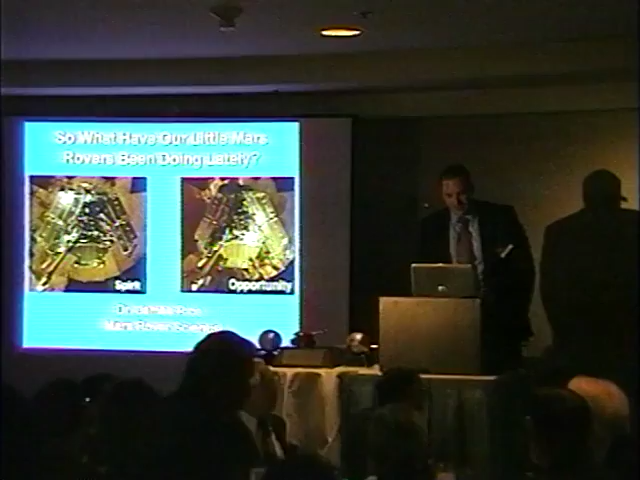 So What Have Our Little Mars
Rovers Been Doing Lately?
Spirit
Opportunity
Mars Rover Scientist